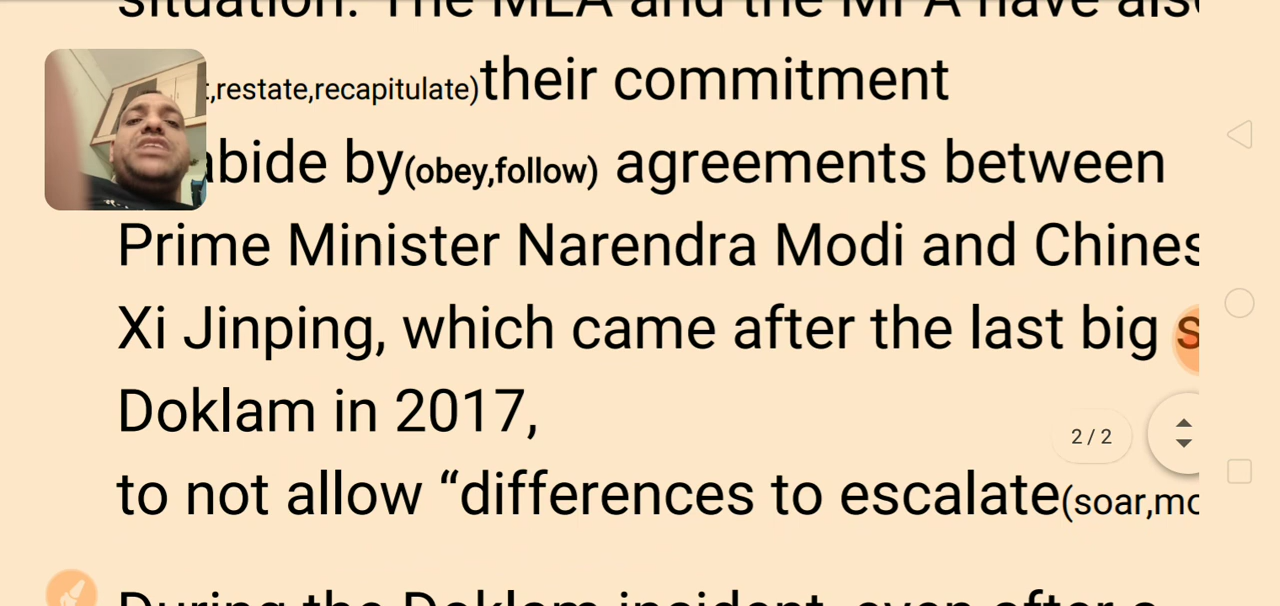 situation. The MEA and the MFA have also
,restate,recapitulate)their commitment
abide by(obey,follow) agreements between
Prime Minister Narendra Modi and Chines
Xi Jinping, which came after the last big s
Doklam in 2017,
2/2
to not allow “differences to escalate(soar,mo
During the Doklam incident, even after a